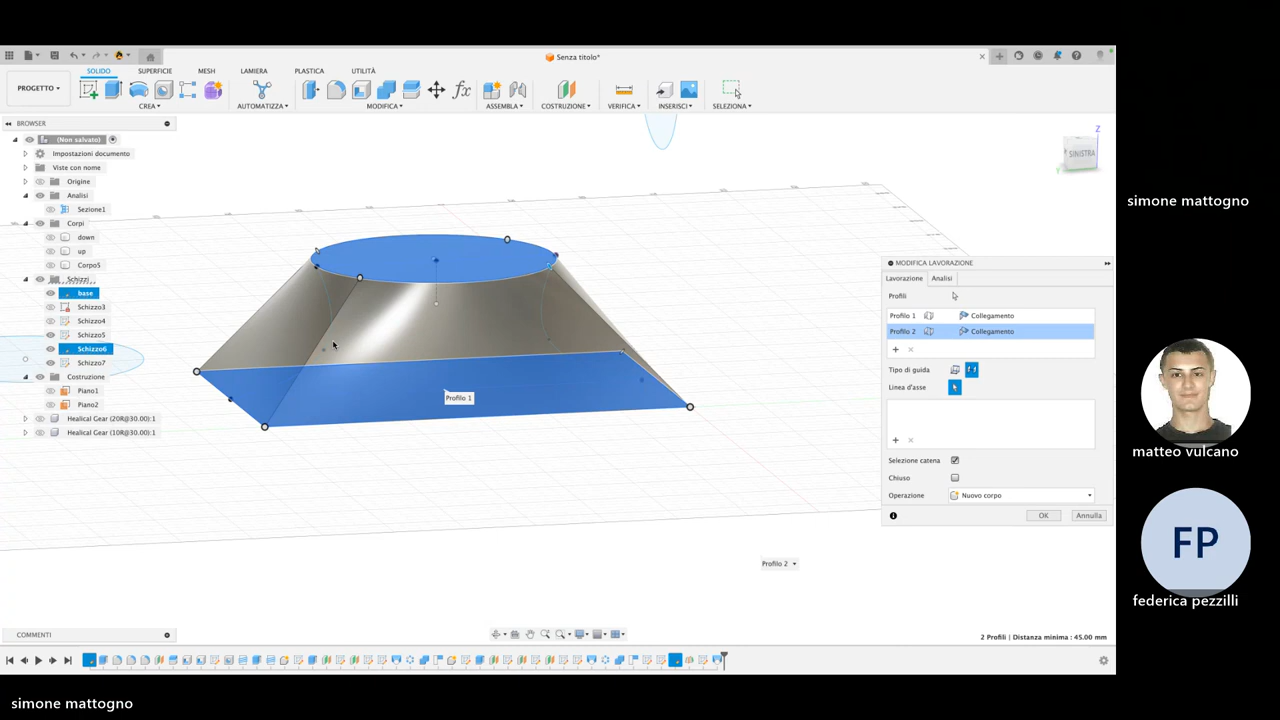 Senza titolo*
PROGETTO
SOLIDO
SUPERFICIE
MESH
LAMIERA
PLASTICA
UTILITÀ
CREA
AUTOMATIZZA
MODIFICA
ASSEMBLA
COSTRUZIONE
VERIFICA
INSERISCI
SELEZIONA
BROWSER
(Non salvato)
Impostazioni documento
Viste con nome
Origine
Analisi
Sezione1
Corpi
down
up
Corpo5
Schizzi
base
Schizzo3
Schizzo4
Schizzo5
Schizzo6
Schizzo7
Costruzione
Piano1
Piano2
Healical Gear (20R@30.00):1
Healical Gear (10R@30.00):1
Z
SINISTRA
Y
Profilo 1
Profilo 2
MODIFICA LAVORAZIONE
Lavorazione
Analisi
Profili
Profilo 1 Collegamento
Profilo 2 Collegamento
Tipo di guida
Linea d'asse
Selezione catena
Chiuso
Operazione Nuovo corpo
OK Annulla
2 Profili | Distanza minima : 45.00 mm
COMMENTI
simone mattogno
matteo vulcano
FP
federica pezzilli
simone mattogno